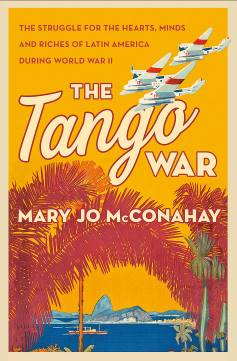 THE STRUGGLE FOR THE HEARTS, MINDS
AND RICHES OF LATIN AMERICA
DURING WORLD WAR II
THE
Tango
WAR
MARY JO McCONAHAY